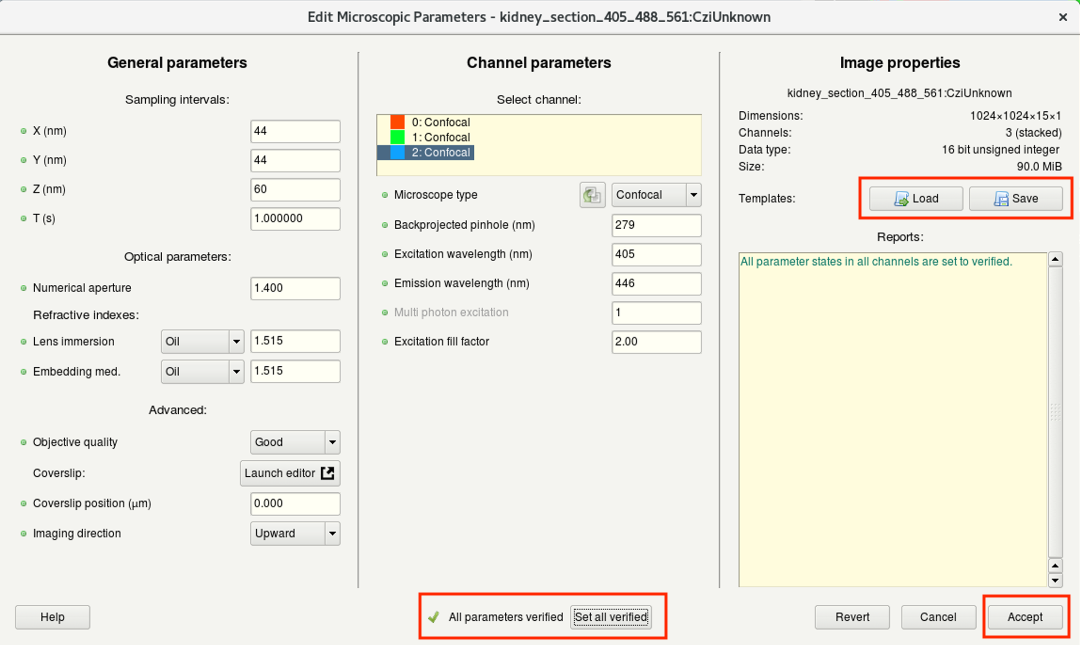 Edit Microscopic Parameters - kidney_section_405_488_561:CziUnknown
General parameters
Sampling intervals:
X (nm) 44
Y (nm) 44
Z (nm) 60
T (s) 1.000000
Optical parameters:
Numerical aperture 1.400
Refractive indexes:
Lens immersion Oil 1.515
Embedding med. Oil 1.515
Advanced:
Objective quality Good
Coverslip: Launch editor
Coverslip position (µm) 0.000
Imaging direction Upward
Channel parameters
Select channel:
0: Confocal
1: Confocal
2: Confocal
Microscope type Confocal
Backprojected pinhole (nm) 279
Excitation wavelength (nm) 405
Emission wavelength (nm) 446
Multi photon excitation 1
Excitation fill factor 2.00
Image properties
kidney_section_405_488_561:CziUnknown
Dimensions: 1024×1024×15×1
Channels: 3 (stacked)
Data type: 16 bit unsigned integer
Size: 90.0 MiB
Templates: Load Save
Reports:
All parameter states in all channels are set to verified.
Help All parameters verified Set all verified Revert Cancel Accept